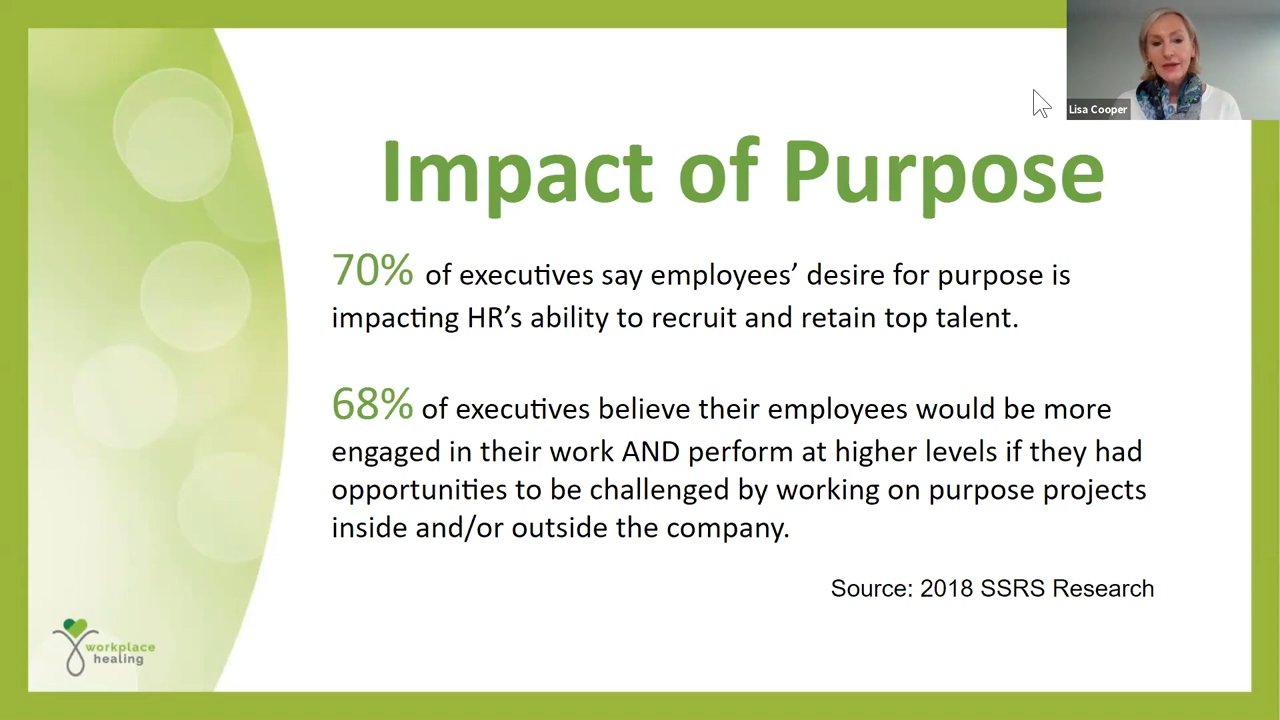 Lisa Cooper
Impact of Purpose
70% of executives say employees’ desire for purpose is
impacting HR’s ability to recruit and retain top talent.
68% of executives believe their employees would be more
engaged in their work AND perform at higher levels if they had
opportunities to be challenged by working on purpose projects
inside and/or outside the company.
Source: 2018 SSRS Research
workplace
healing